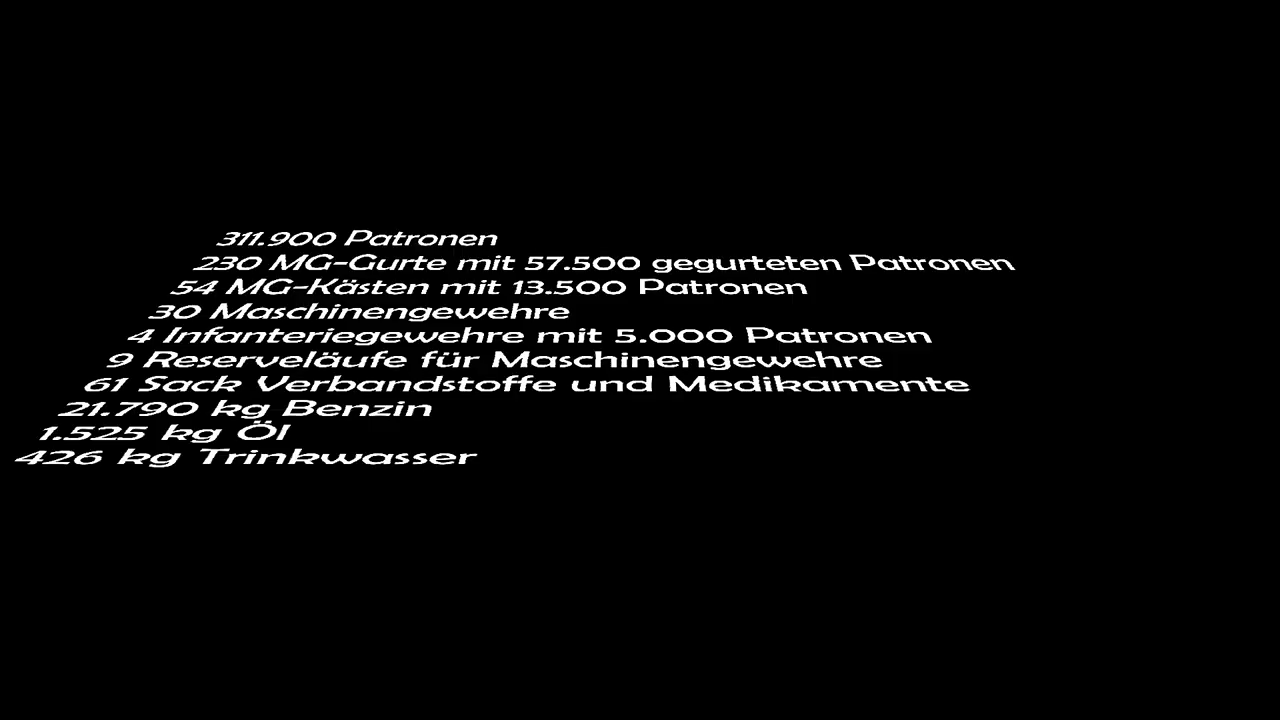 311.900 Patronen
230 MG-Gurte mit 57.500 gegurteten Patronen
54 MG-Kästen mit 13.500 Patronen
30 Maschinengewehre
4 Infanteriegewehre mit 5.000 Patronen
9 Reserveläufe für Maschinengewehre
61 Sack Verbandstoffe und Medikamente
21.790 kg Benzin
1.525 kg Öl
426 kg Trinkwasser